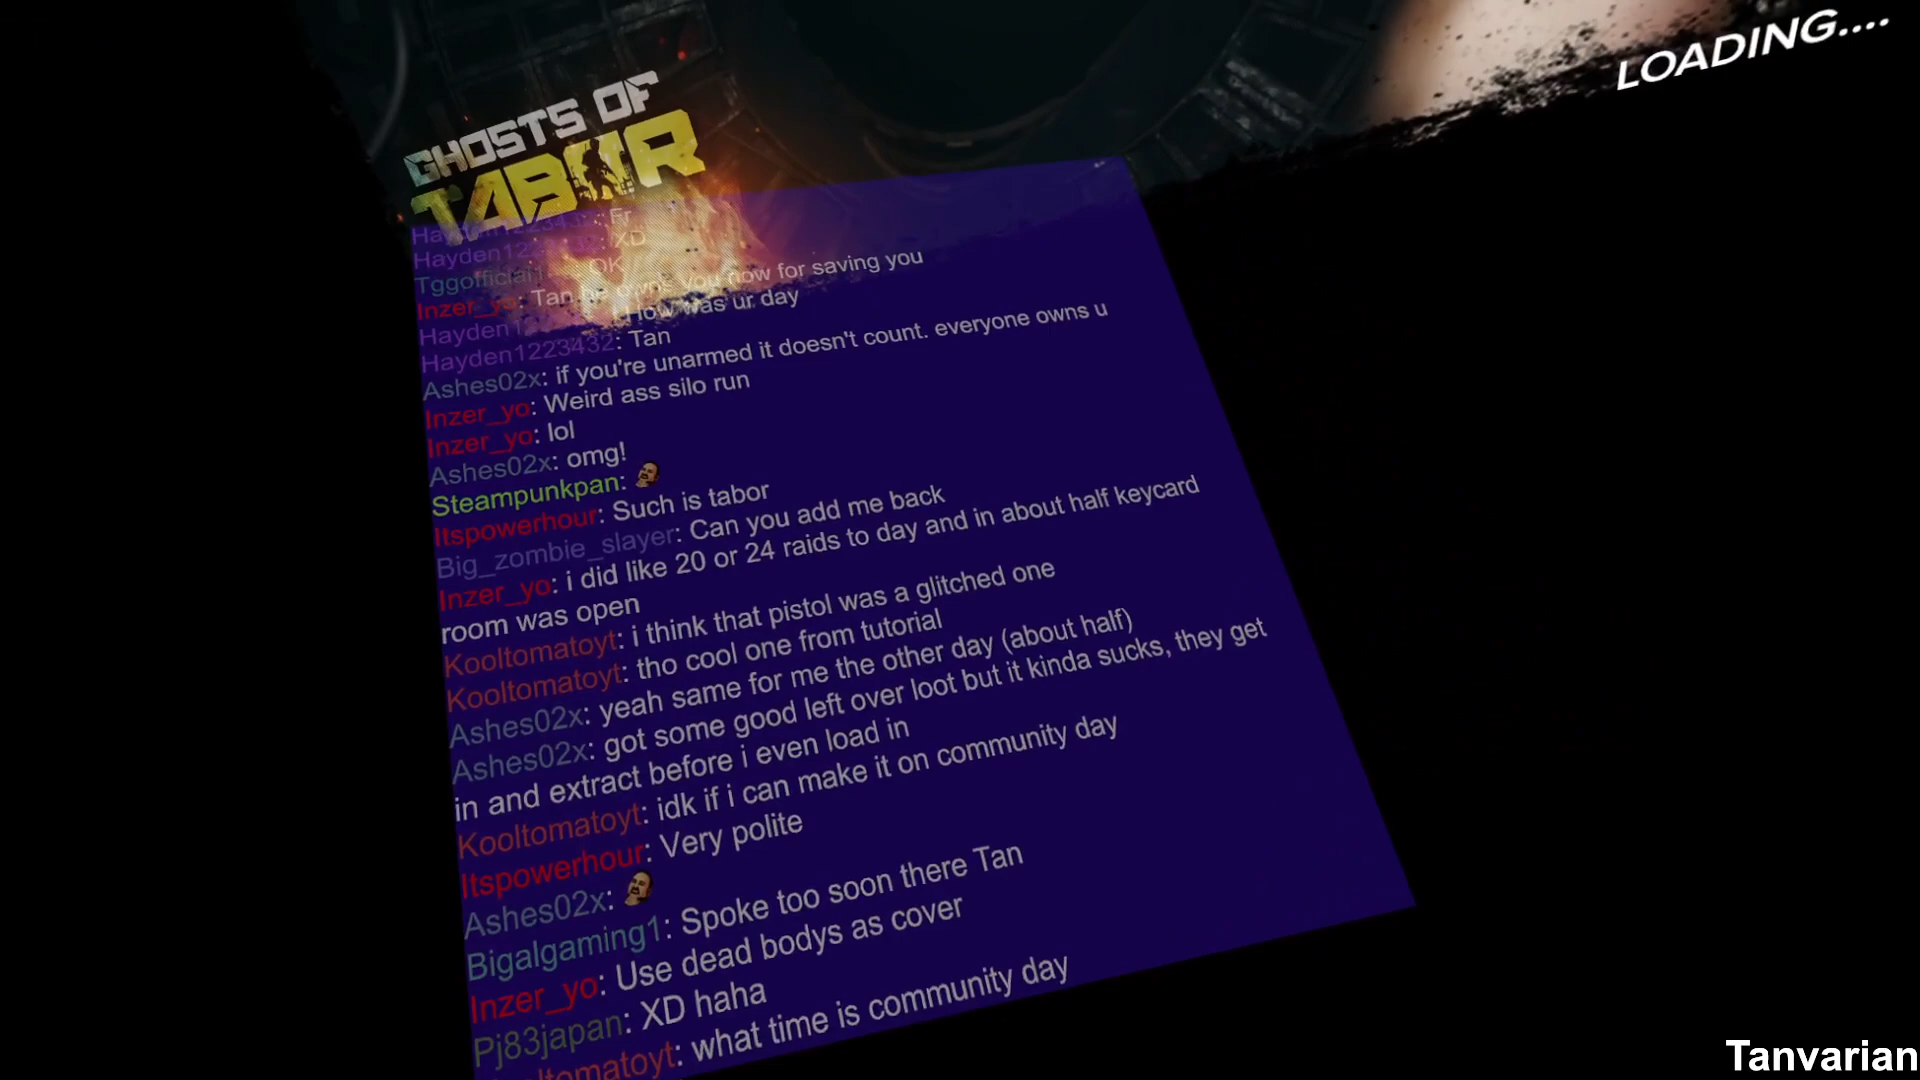 LOADING....
GHOSTS OF
TABOR
Fr
XD
Tggofficial1 OK
Inzer_yo: Tan he owns you now for saving you
How was ur day
Hayden1223432: Tan
Ashes02x: if you're unarmed it doesn't count. everyone owns u
Inzer_yo: Weird ass silo run
Inzer_yo: lol
Ashes02x: omg!
Steampunkpan:
Itspowerhour: Such is tabor
Big_zombie_slayer: Can you add me back
Inzer_yo: i did like 20 or 24 raids to day and in about half keycard
room was open
Kooltomatoyt: i think that pistol was a glitched one
Kooltomatoyt: tho cool one from tutorial
Ashes02x: yeah same for me the other day (about half)
Ashes02x: got some good left over loot but it kinda sucks, they get
in and extract before i even load in
Kooltomatoyt: idk if i can make it on community day
Itspowerhour: Very polite
Ashes02x:
Bigalgaming1: Spoke too soon there Tan
Inzer_yo: Use dead bodys as cover
Pj83japan: XD haha
ltomatoyt: what time is community day
Tanvarian